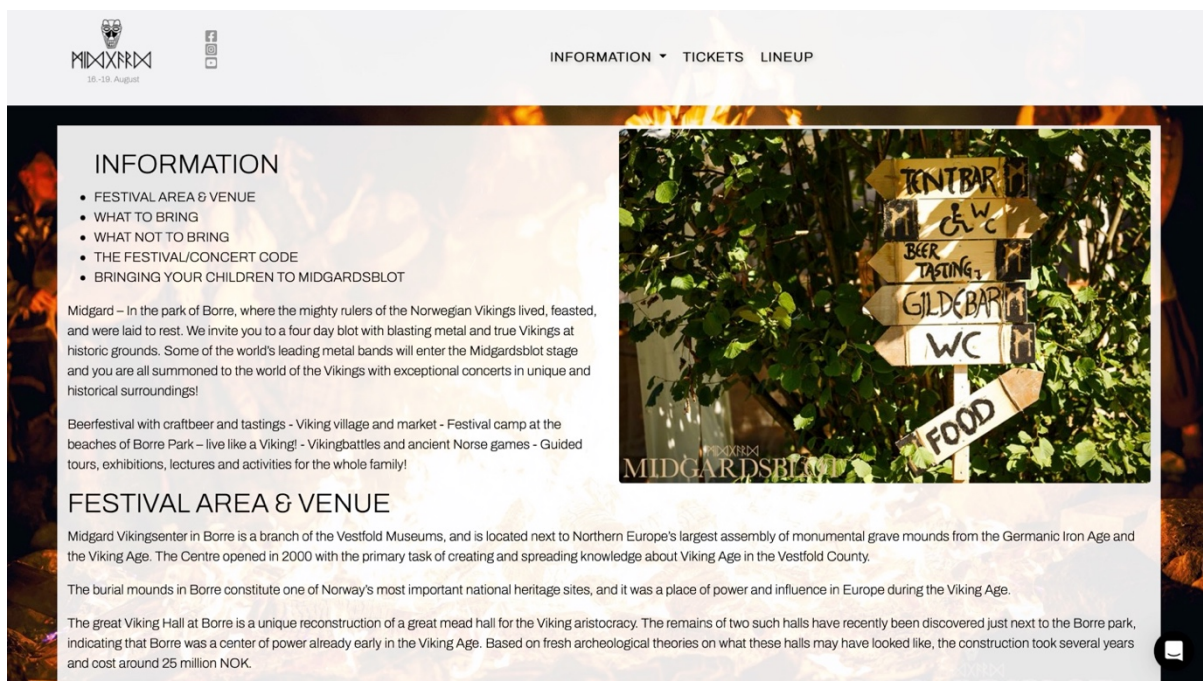 ᛗᛁᛞᚷᚨᚱᛞ
16.-19. August
INFORMATION
TICKETS
LINEUP
INFORMATION
• FESTIVAL AREA & VENUE
• WHAT TO BRING
• WHAT NOT TO BRING
• THE FESTIVAL/CONCERT CODE
• BRINGING YOUR CHILDREN TO MIDGARDSBLOT
Midgard – In the park of Borre, where the mighty rulers of the Norwegian Vikings lived, feasted,
and were laid to rest. We invite you to a four day blot with blasting metal and true Vikings at
historic grounds. Some of the world's leading metal bands will enter the Midgardsblot stage
and you are all summoned to the world of the Vikings with exceptional concerts in unique and
historical surroundings!
Beerfestival with craftbeer and tastings - Viking village and market - Festival camp at the
beaches of Borre Park – live like a Viking! - Vikingbattles and ancient Norse games - Guided
tours, exhibitions, lectures and activities for the whole family!
TENTBAR
WC
BEER
TASTING
GILDEBAR
WC
FOOD
MIDGARDSBLOT
FESTIVAL AREA & VENUE
Midgard Vikingsenter in Borre is a branch of the Vestfold Museums, and is located next to Northern Europe's largest assembly of monumental grave mounds from the Germanic Iron Age and
the Viking Age. The Centre opened in 2000 with the primary task of creating and spreading knowledge about Viking Age in the Vestfold County.
The burial mounds in Borre constitute one of Norway's most important national heritage sites, and it was a place of power and influence in Europe during the Viking Age.
The great Viking Hall at Borre is a unique reconstruction of a great mead hall for the Viking aristocracy. The remains of two such halls have recently been discovered just next to the Borre park,
indicating that Borre was a center of power already early in the Viking Age. Based on fresh archeological theories on what these halls may have looked like, the construction took several years
and cost around 25 million NOK.